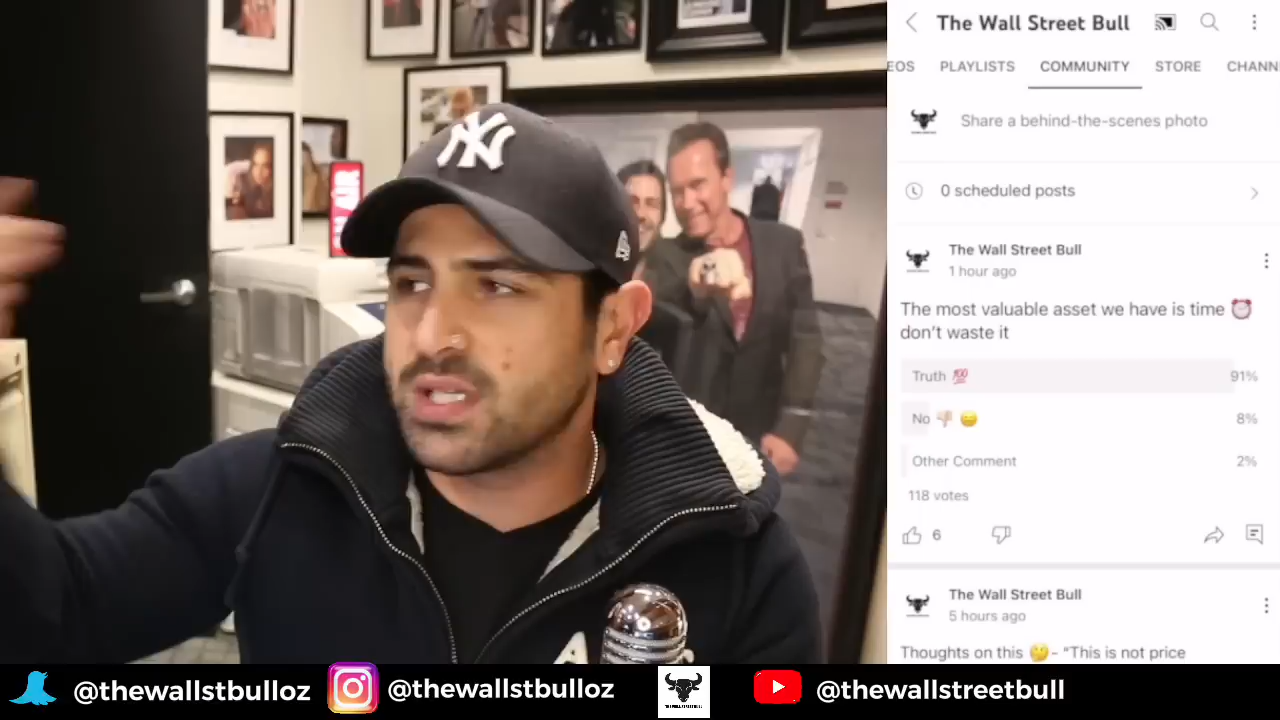 The Wall Street Bull
EOS PLAYLISTS COMMUNITY STORE CHANN
Share a behind-the-scenes photo
0 scheduled posts
The Wall Street Bull
1 hour ago
The most valuable asset we have is time ⏰
don't waste it
Truth 💯 91%
No 👎🏼 😑 8%
Other Comment 2%
118 votes
6
The Wall Street Bull
5 hours ago
Thoughts on this 🤔- "This is not price
NY
@thewallstbulloz @thewallstbulloz @thewallstreetbull